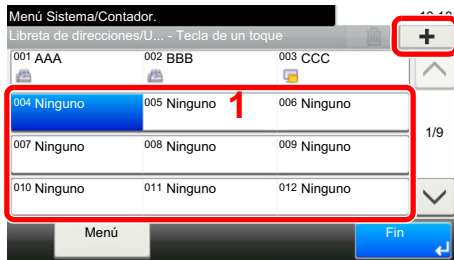 Menú Sistema/Contador.
Libreta de direcciones/U... - Tecla de un toque
001 AAA 002 BBB 003 CCC
004 Ninguno 005 Ninguno 1 006 Ninguno
1/9
007 Ninguno 008 Ninguno 009 Ninguno
010 Ninguno 011 Ninguno 012 Ninguno
Menú Fin